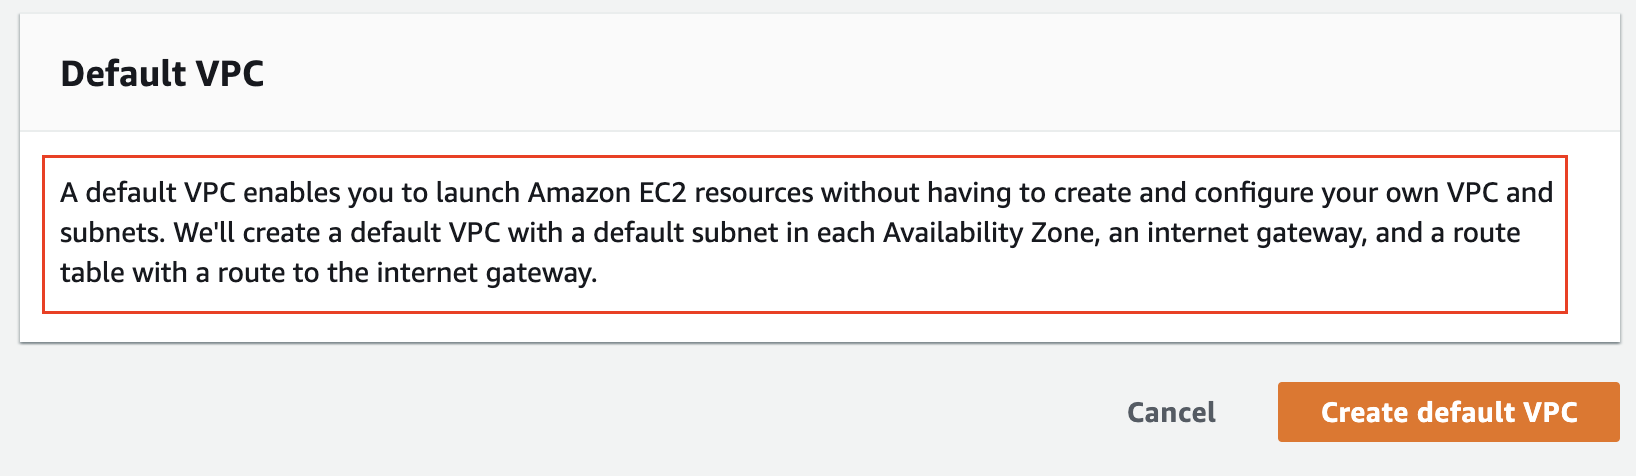 Default VPC
A default VPC enables you to launch Amazon EC2 resources without having to create and configure your own VPC and
subnets. We'll create a default VPC with a default subnet in each Availability Zone, an internet gateway, and a route
table with a route to the internet gateway.
Cancel
Create default VPC